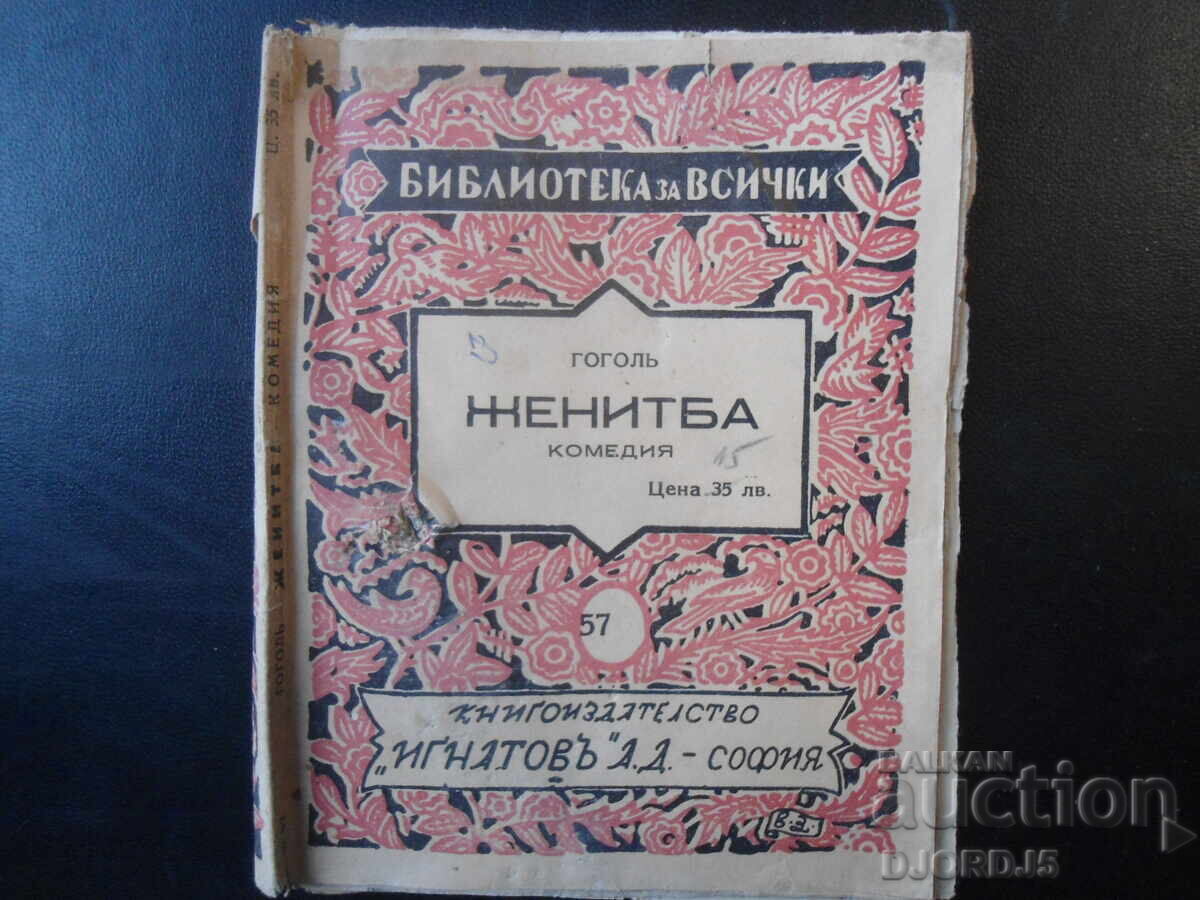 БИБЛИОТЕКА ЗА ВСИЧКИ
ГОГОЛЬ
ЖЕНИТБА
КОМЕДИЯ
15
Цена 35 лв.
57
КНИГОИЗДАТЕЛСТВО
„ИГНАТОВЪ" А.Д. - СОФИЯ
В.З.
ГОГОЛЬ ЖЕНИТБА КОМЕДИЯ Ц. 35 лв.
BALKAN
auction
DJORDJ5